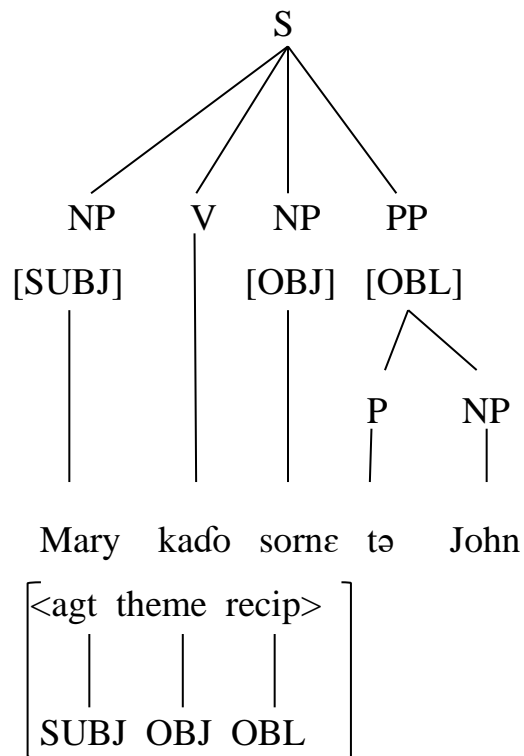 S
NP V NP PP
[SUBJ] [OBJ] [OBL]
P NP
Mary kaɗo sornɛ tə John
<agt theme recip>
SUBJ OBJ OBL